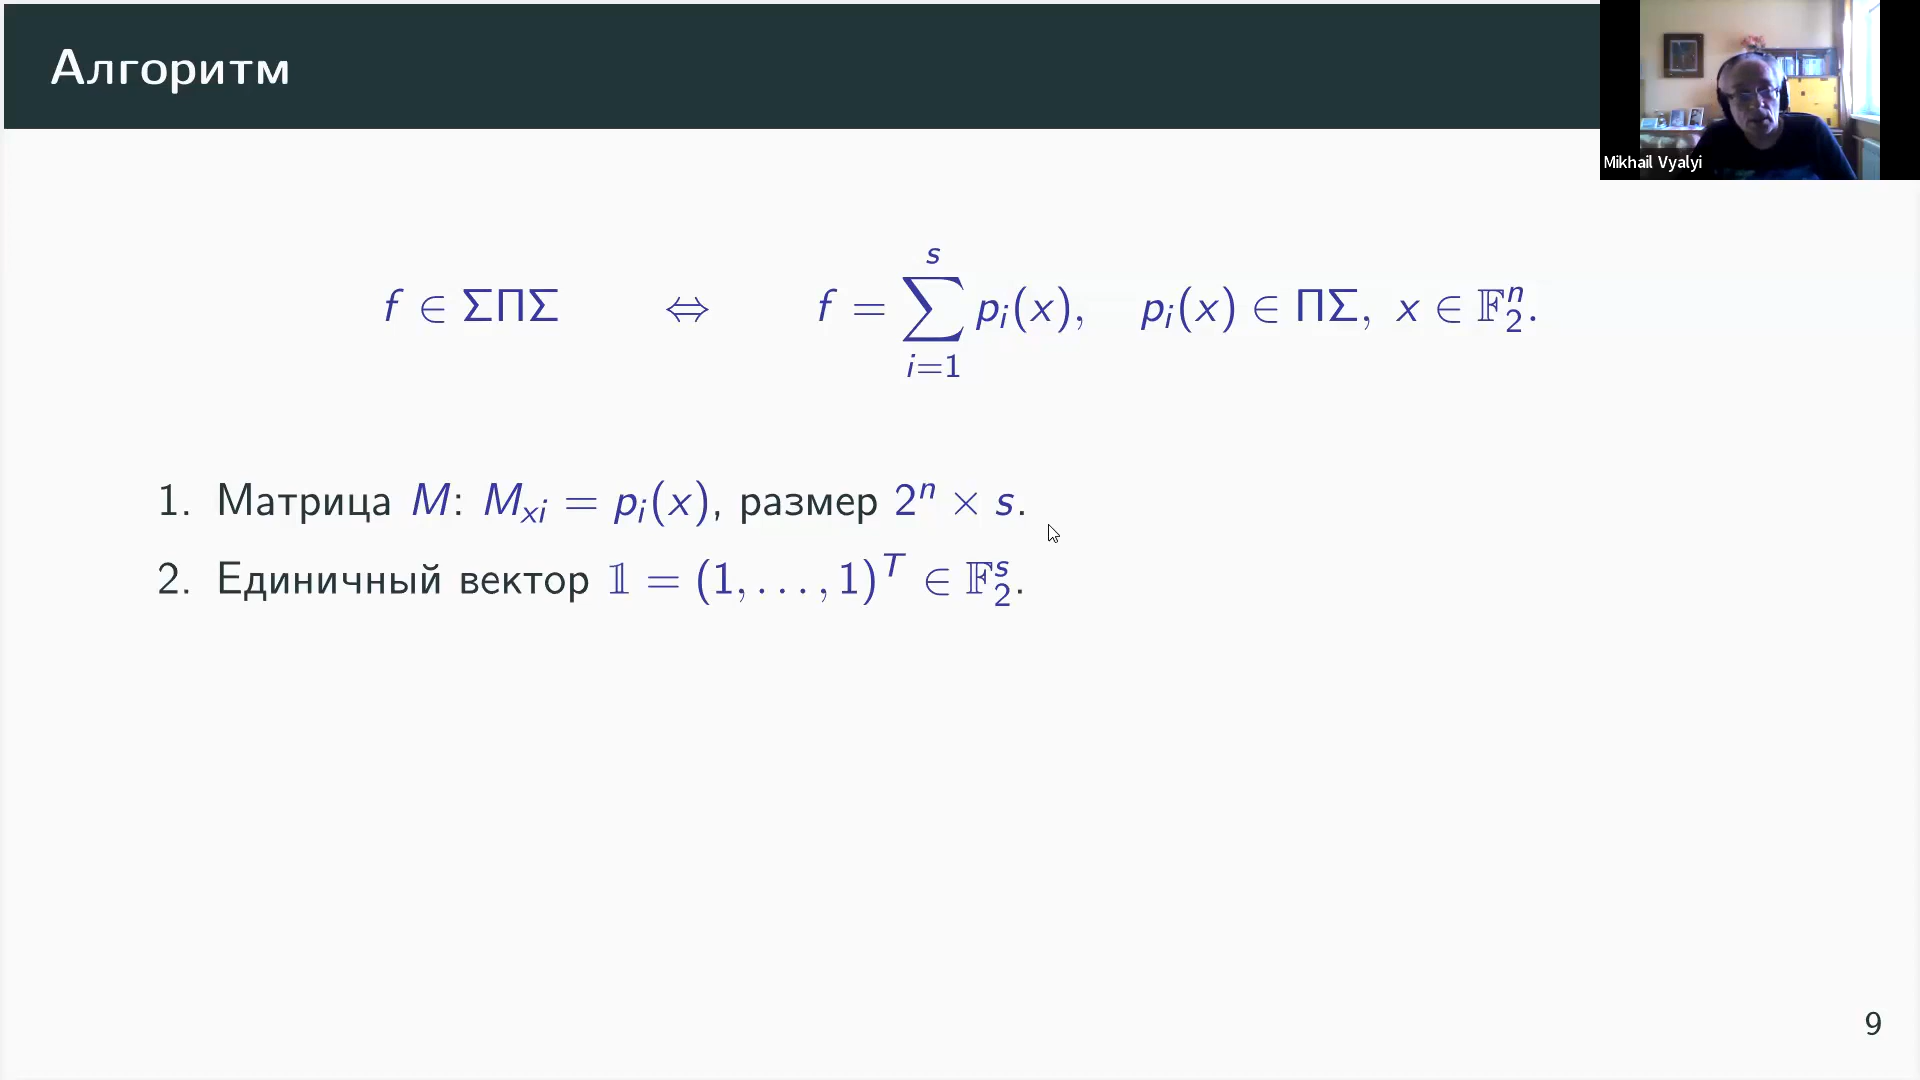 Алгоритм
Mikhail Vyalyi
f ∈ ΣΠΣ ⇔ f = ∑_{i=1}^{s} p_i(x), p_i(x) ∈ ΠΣ, x ∈ 𝔽_2^n.
1. Матрица M: M_{xi} = p_i(x), размер 2^n × s.
2. Единичный вектор 𝟙 = (1, . . . , 1)^T ∈ 𝔽_2^s.
9